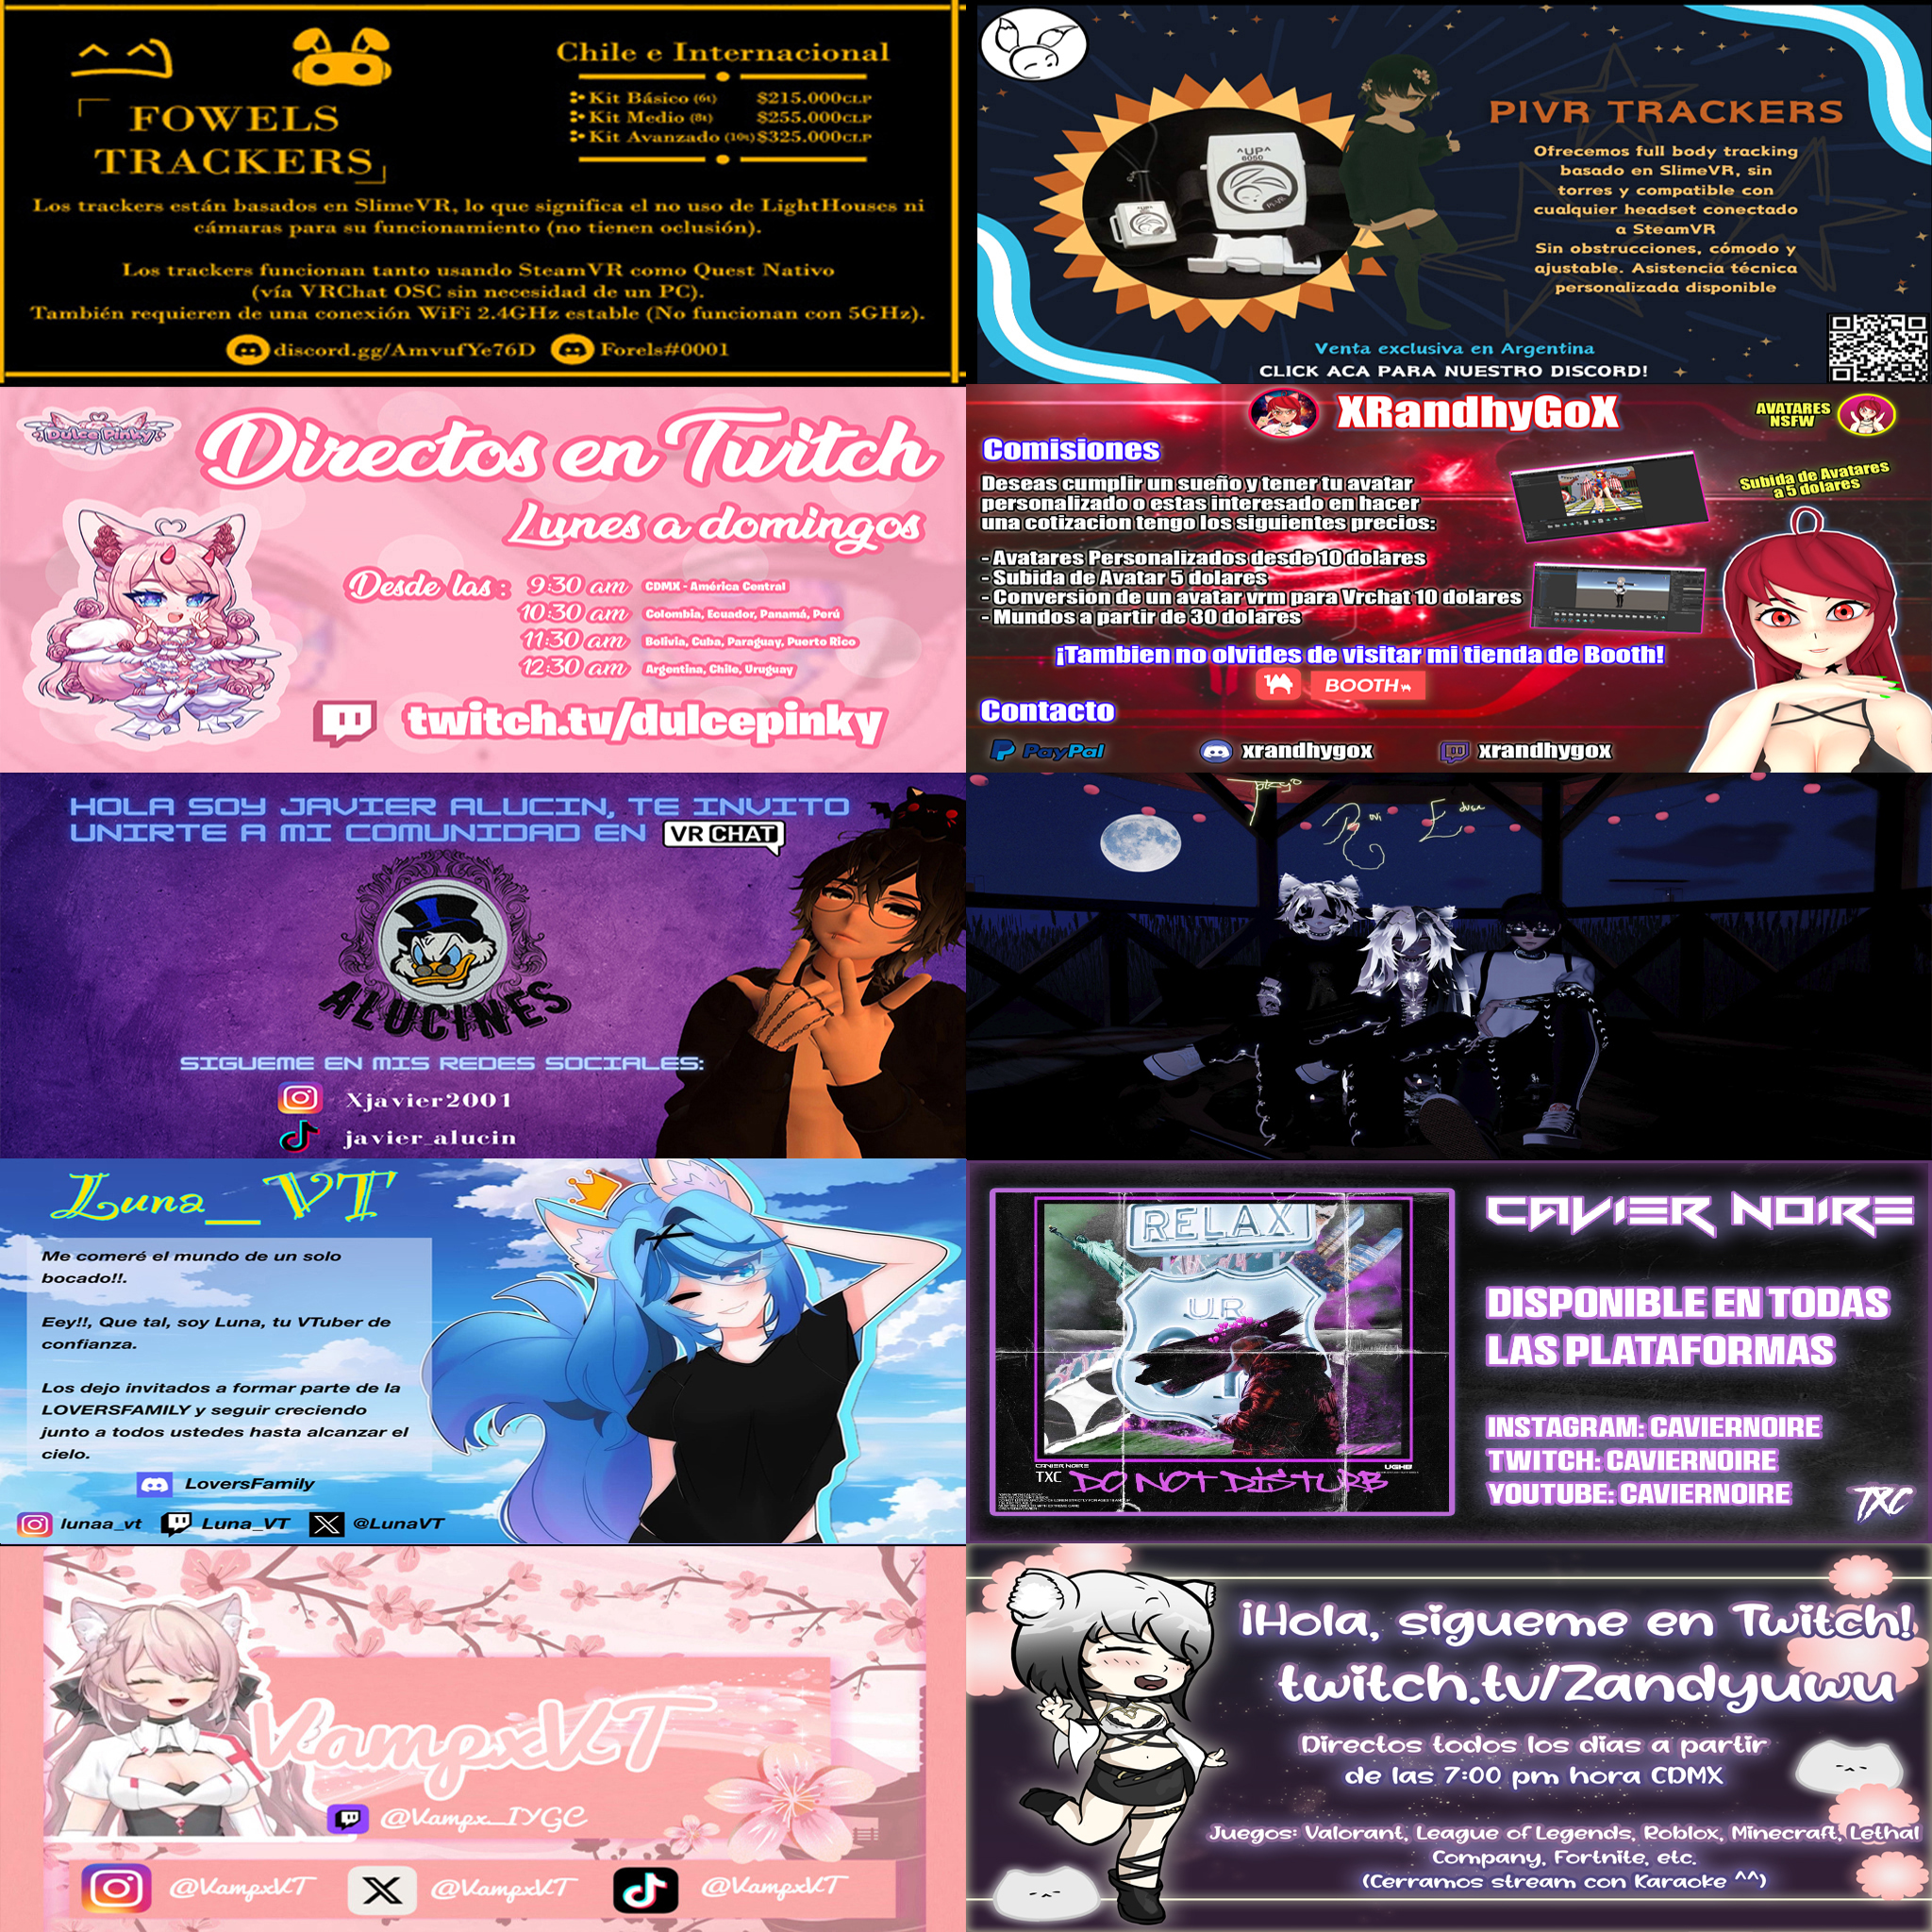 FOWELS
TRACKERS
Chile e Internacional
Kit Básico (6t) $215.000CLP
Kit Medio (8t) $255.000CLP
Kit Avanzado (10t) $325.000CLP
Los trackers están basados en SlimeVR, lo que significa el no uso de LightHouses ni
cámaras para su funcionamiento (no tienen oclusión).
Los trackers funcionan tanto usando SteamVR como Quest Nativo
(vía VRChat OSC sin necesidad de un PC).
También requieren de una conexión WiFi 2.4GHz estable (No funcionan con 5GHz).
discord.gg/AmvufYe76D Forels#0001
^UP^
6050
PI-VR
PIVR TRACKERS
Ofrecemos full body tracking
basado en SlimeVR, sin
torres y compatible con
cualquier headset conectado
a SteamVR
Sin obstrucciones, cómodo y
ajustable. Asistencia técnica
personalizada disponible
Venta exclusiva en Argentina
CLICK ACA PARA NUESTRO DISCORD!
Dulce Pinky
Directos en Twitch
Lunes a domingos
Desde las : 9:30 am CDMX - América Central
10:30 am Colombia, Ecuador, Panamá, Perú
11:30 am Bolivia, Cuba, Paraguay, Puerto Rico
12:30 am Argentina, Chile, Uruguay
twitch.tv/dulcepinky
XRandhyGoX
AVATARES
NSFW
Comisiones
Deseas cumplir un sueño y tener tu avatar
personalizado o estas interesado en hacer
una cotizacion tengo los siguientes precios:
- Avatares Personalizados desde 10 dolares
- Subida de Avatar 5 dolares
- Conversion de un avatar vrm para Vrchat 10 dolares
- Mundos a partir de 30 dolares
Subida de Avatares
a 5 dolares
¡Tambien no olvides de visitar mi tienda de Booth!
BOOTH
Contacto
PayPal xrandhygox xrandhygox
HOLA SOY JAVIER ALUCIN, TE INVITO
UNIRTE A MI COMUNIDAD EN VRCHAT
ALUCINES
SIGUEME EN MIS REDES SOCIALES:
Xjavier2001
javier_alucin
Luna_VT
Me comeré el mundo de un solo
bocado!!.
Eey!!, Que tal, soy Luna, tu VTuber de
confianza.
Los dejo invitados a formar parte de la
LOVERSFAMILY y seguir creciendo
junto a todos ustedes hasta alcanzar el
cielo.
LoversFamily
lunaa_vt Luna_VT @LunaVT
RELAX
UR
CAVIER NOIRE
TXC
DO NOT DISTURB
UGHB
CAVIER NOIRE
DISPONIBLE EN TODAS
LAS PLATAFORMAS
INSTAGRAM: CAVIERNOIRE
TWITCH: CAVIERNOIRE
YOUTUBE: CAVIERNOIRE
TXC
VampxVT
@Vampx_IYGC
@VampxVT @VampxVT @VampxVT
¡Hola, sigueme en Twitch!
twitch.tv/2andyuwu
Directos todos los dias a partir
de las 7:00 pm hora CDMX
Juegos: Valorant, League of Legends, Roblox, Minecraft, Lethal
Company, Fortnite, etc.
(Cerramos stream con Karaoke ^^)